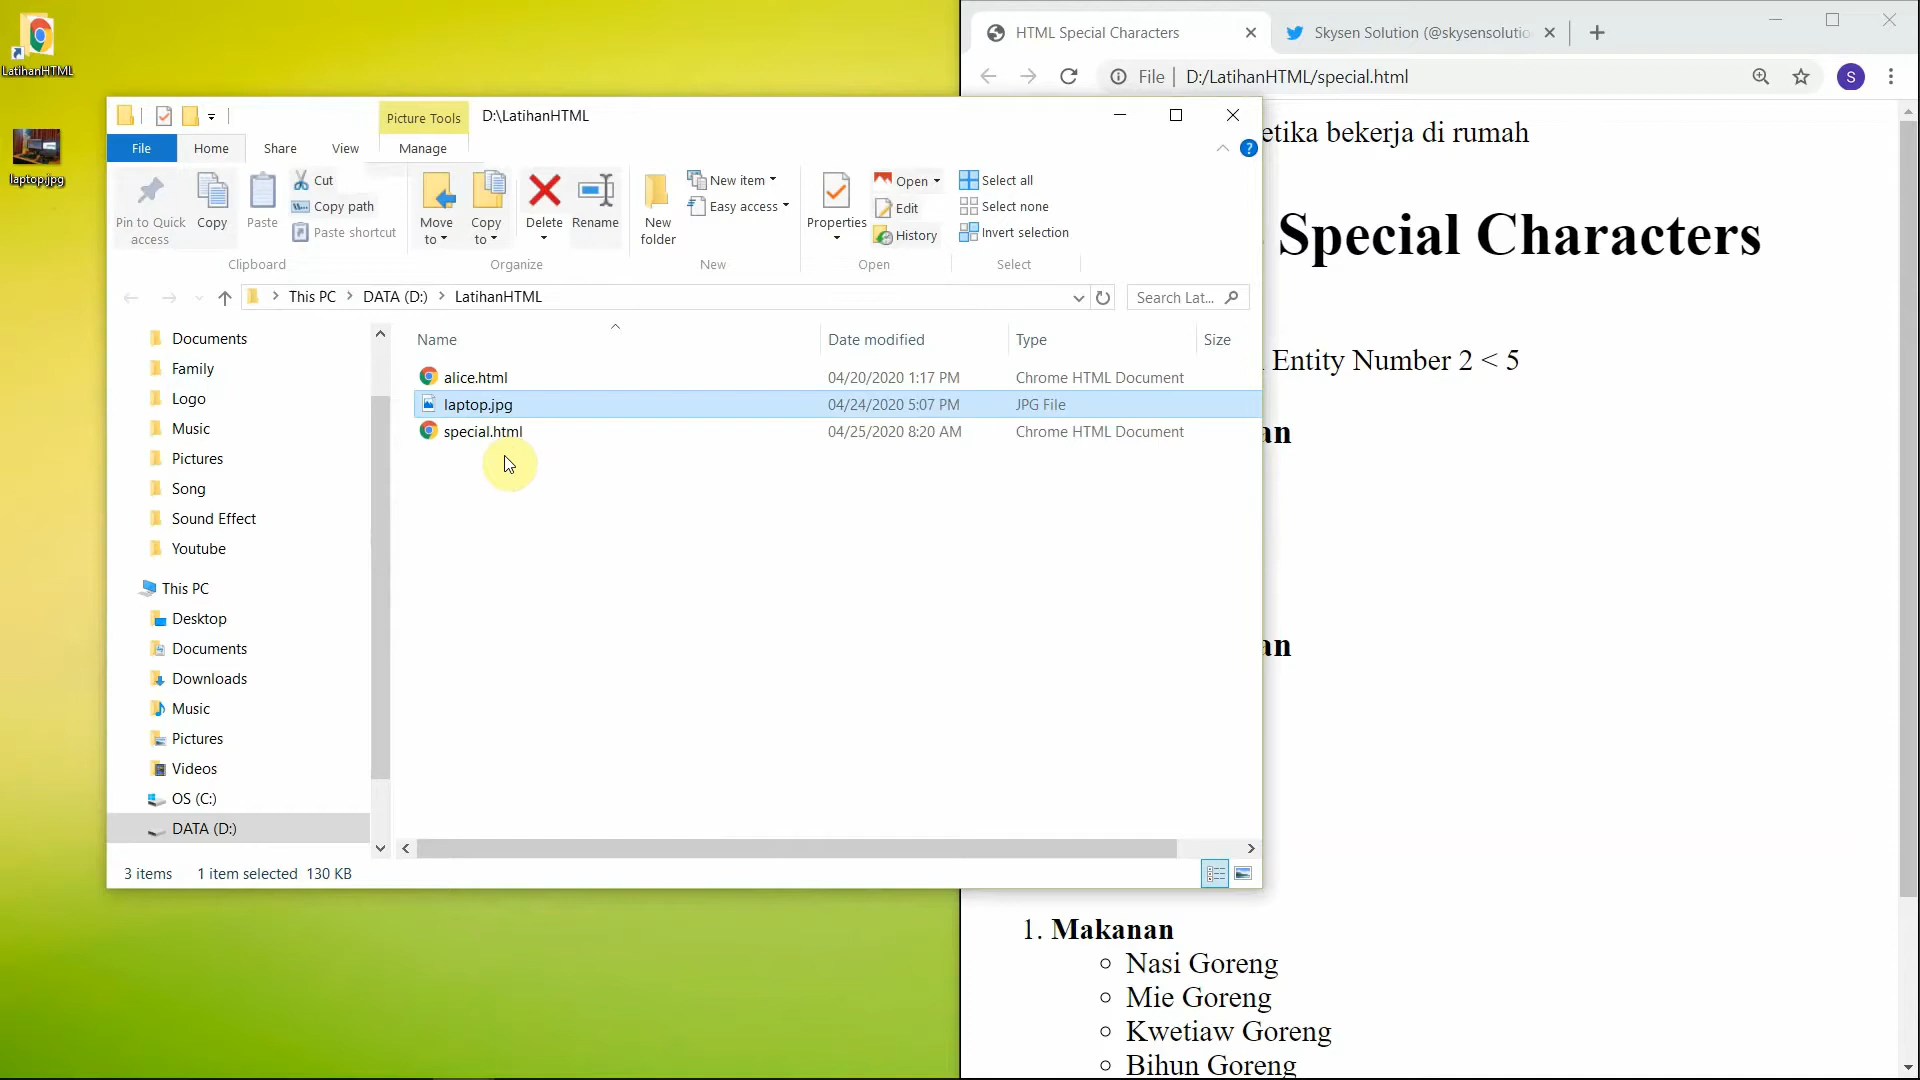 LatihanHTML
laptop.jpg
Picture Tools
D:\LatihanHTML
File
Home
Share
View
Manage
Pin to Quick access
Copy
Paste
Cut
Copy path
Paste shortcut
Clipboard
Move to
Copy to
Delete
Rename
Organize
New folder
New item
Easy access
New
Properties
Open
Edit
History
Open
Select all
Select none
Invert selection
Select
This PC
DATA (D:)
LatihanHTML
Search Lat...
Documents
Family
Logo
Music
Pictures
Song
Sound Effect
Youtube
This PC
Desktop
Documents
Downloads
Music
Pictures
Videos
OS (C:)
DATA (D:)
Name Date modified Type Size
alice.html 04/20/2020 1:17 PM Chrome HTML Document
laptop.jpg 04/24/2020 5:07 PM JPG File
special.html 04/25/2020 8:20 AM Chrome HTML Document
3 items 1 item selected 130 KB
HTML Special Characters
Skysen Solution (@skysensolutio
File D:/LatihanHTML/special.html
S
etika bekerja di rumah
Special Characters
Entity Number 2 < 5
an
an
1. Makanan
Nasi Goreng
Mie Goreng
Kwetiaw Goreng
Bihun Goreng